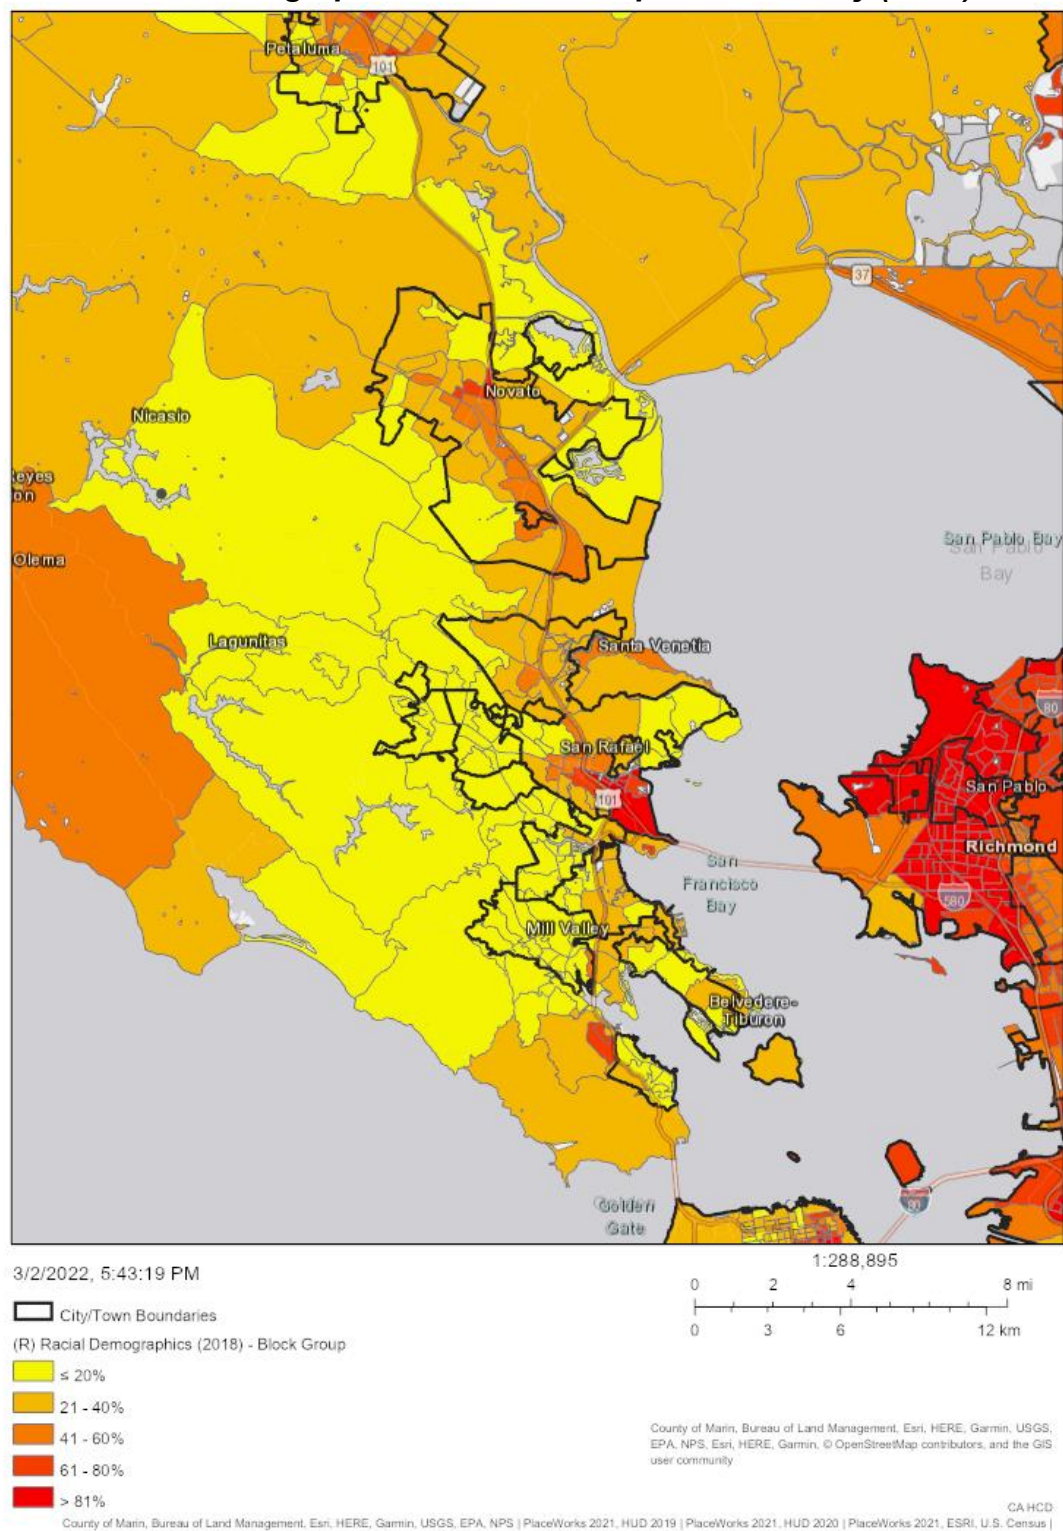 Petaluma
101
37
Novato
Nicasio
Reyes
on
San Pablo Bay
San Pablo
Bay
Olema
Santa Venetia
Lagunitas
80
San Rafael
San Pablo
101
Richmond
San
Francisco
Bay
580
Mill Valley
Belvedere-
Tiburon
Golden
Gate
80
3/2/2022, 5:43:19 PM
1:288,895
0 2 4 8 mi
0 3 6 12 km
City/Town Boundaries
(R) Racial Demographics (2018) - Block Group
≤ 20%
21 - 40%
41 - 60%
61 - 80%
> 81%
County of Marin, Bureau of Land Management, Esri, HERE, Garmin, USGS,
EPA, NPS, Esri, HERE, Garmin, © OpenStreetMap contributors, and the GIS
user community
CA HCD
County of Marin, Bureau of Land Management, Esri, HERE, Garmin, USGS, EPA, NPS | PlaceWorks 2021, HUD 2019 | PlaceWorks 2021, HUD 2020 | PlaceWorks 2021, ESRI, U.S. Census |